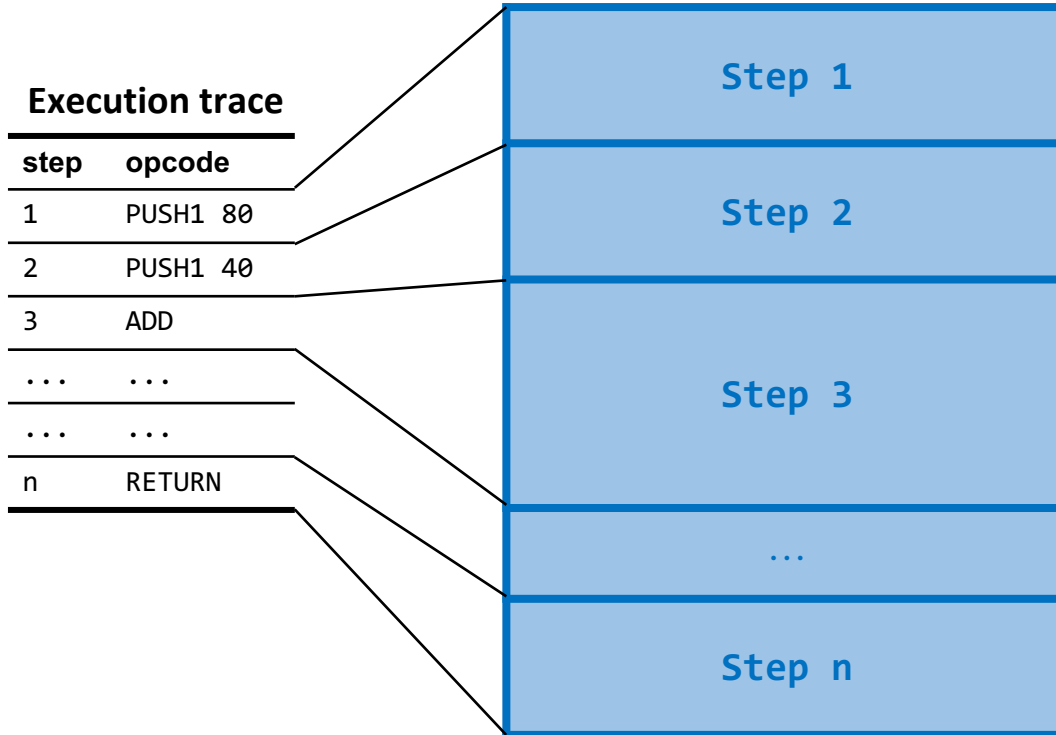 Execution trace
step opcode
1 PUSH1 80
2 PUSH1 40
3 ADD
... ...
... ...
n RETURN
Step 1
Step 2
Step 3
...
Step n